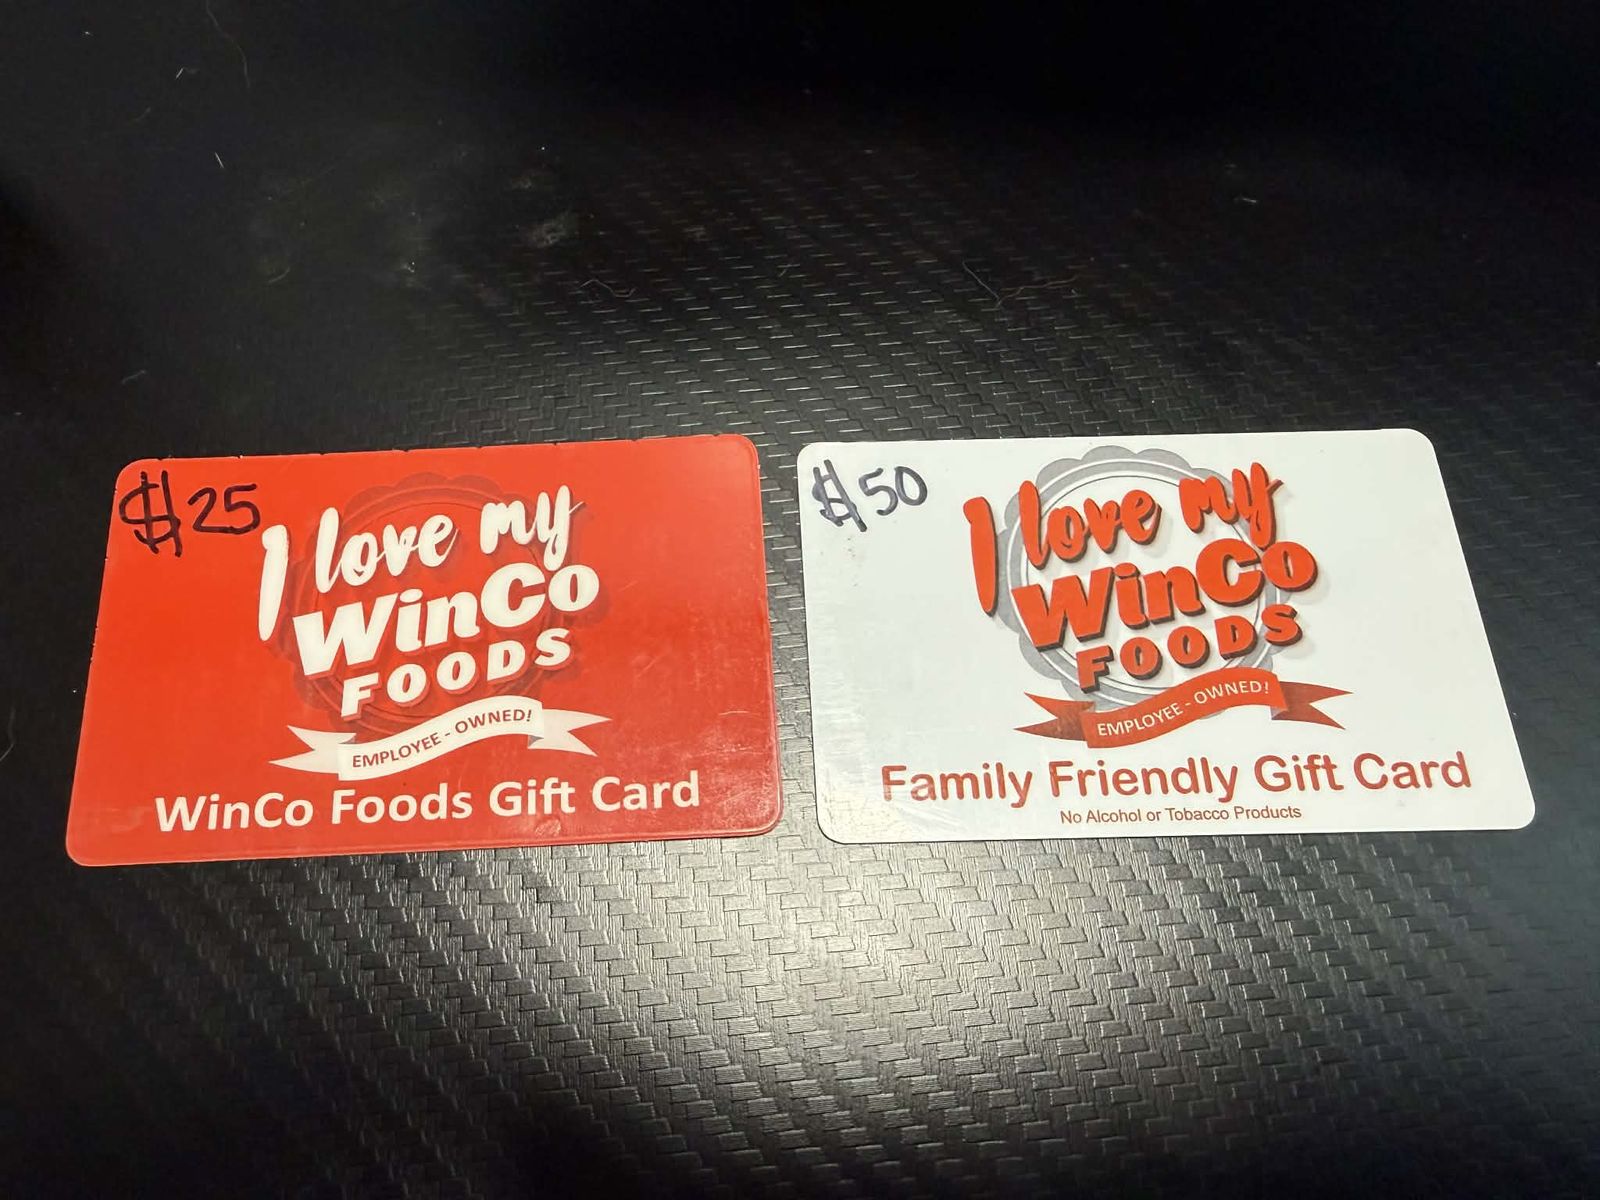 $25
I love my
WinCo
FOODS
EMPLOYEE - OWNED!
WinCo Foods Gift Card
$50
I love my
WinCo
FOODS
EMPLOYEE - OWNED!
Family Friendly Gift Card
No Alcohol or Tobacco Products